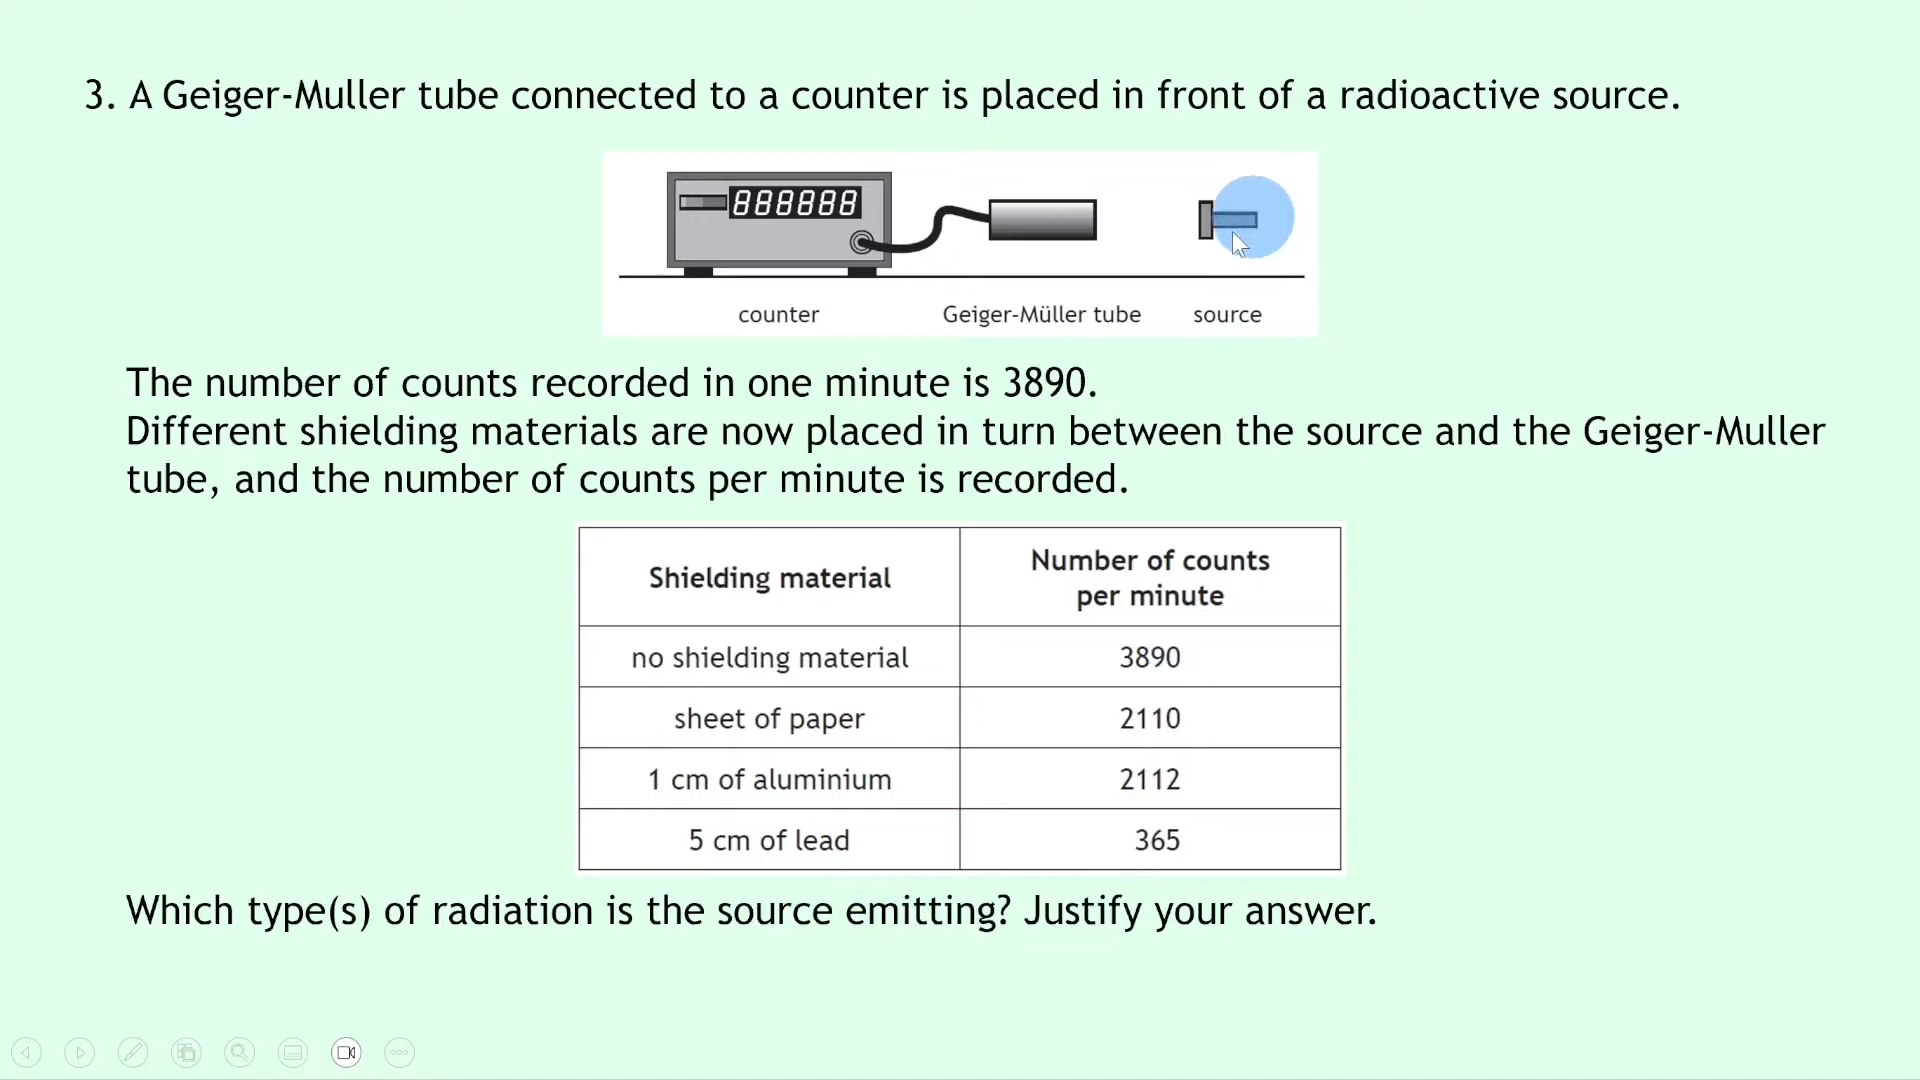 3. A Geiger-Muller tube connected to a counter is placed in front of a radioactive source.
888888
counter Geiger-Müller tube source
The number of counts recorded in one minute is 3890.
Different shielding materials are now placed in turn between the source and the Geiger-Muller
tube, and the number of counts per minute is recorded.
Shielding material Number of counts
per minute
no shielding material 3890
sheet of paper 2110
1 cm of aluminium 2112
5 cm of lead 365
Which type(s) of radiation is the source emitting? Justify your answer.